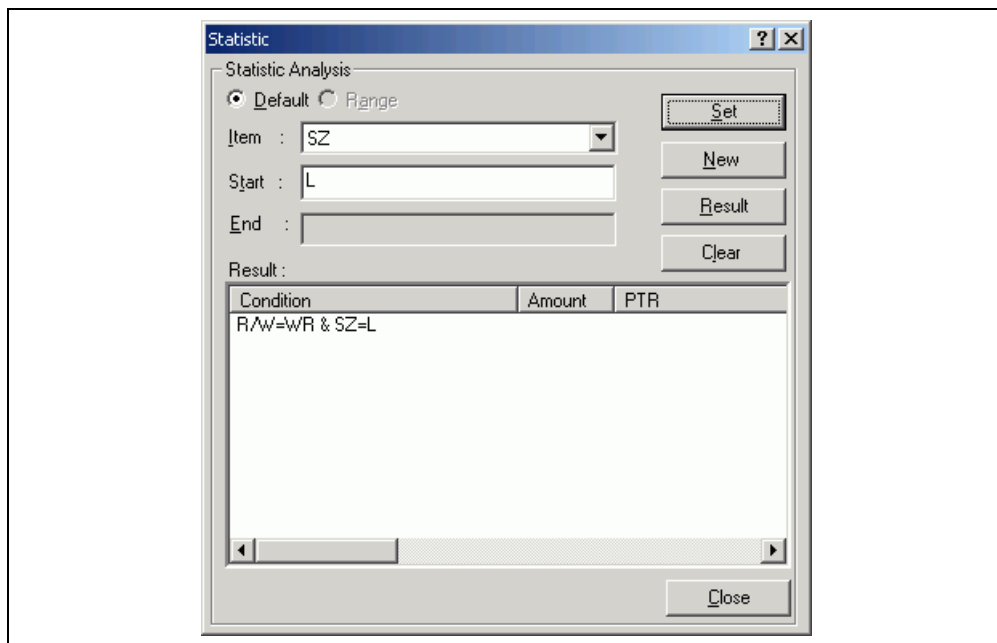 Statistic
Statistic Analysis
Default Range
Set
Item : SZ
New
Start : L
Result
End :
Clear
Result :
Condition Amount PTR
R/W=WR & SZ=L
Close